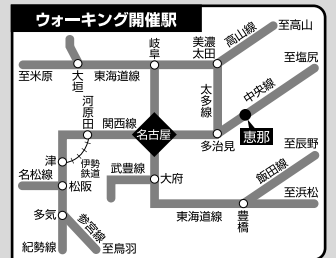 ウォーキング開催駅
至高山
高山線
美濃太田
岐阜
至塩尻
中央線
至米原
大垣
東海道線
太多線
恵那
河原田
関西線
名古屋
多治見
至辰野
飯田線
津
伊勢鉄道
武豊線
大府
名松線
松阪
至浜松
多気
参宮線
東海道線
豊橋
紀勢線
至鳥羽